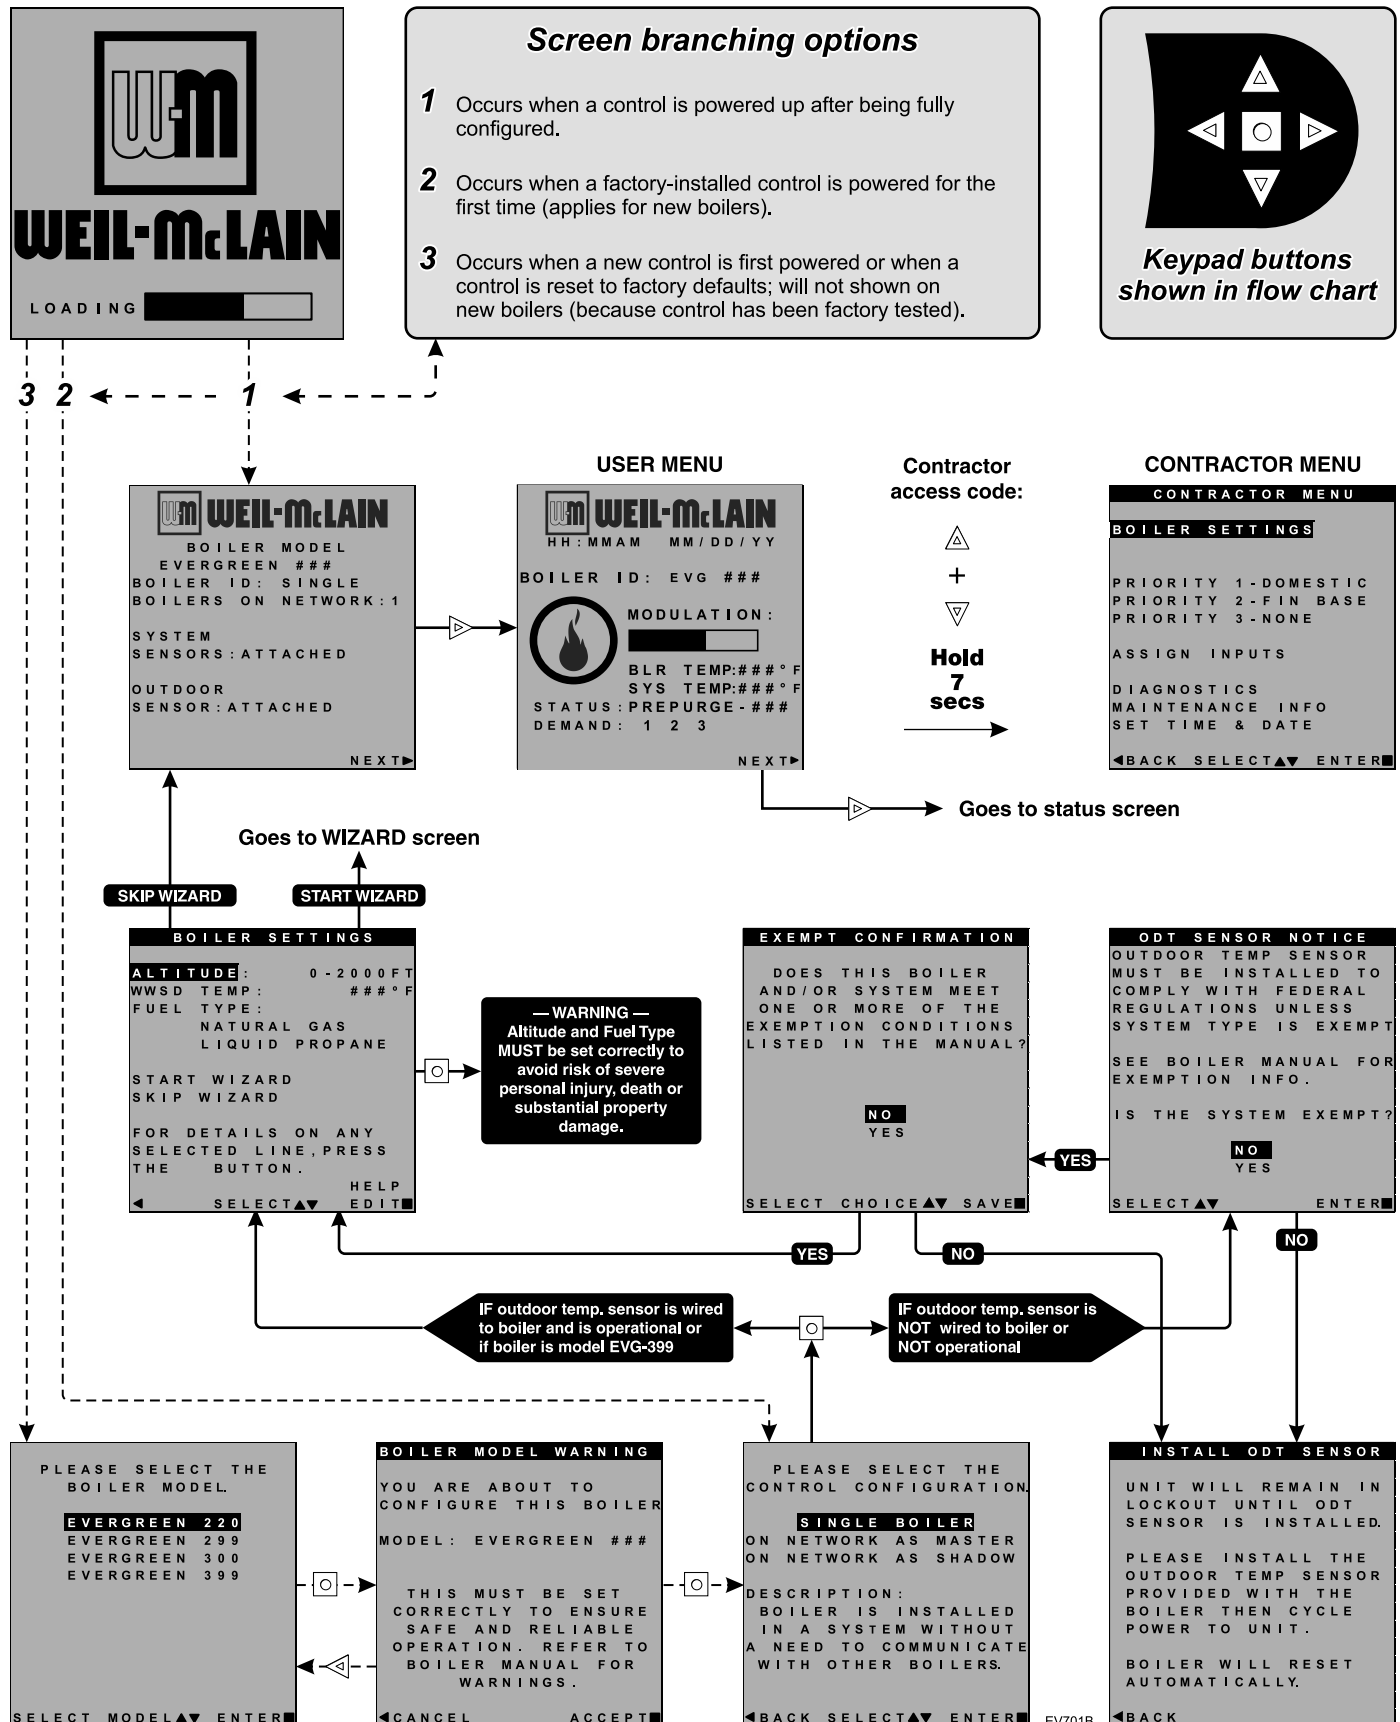 WM
WEIL-McLAIN
LOADING
Screen branching options
1 Occurs when a control is powered up after being fully
configured.
2 Occurs when a factory-installed control is powered for the
first time (applies for new boilers).
3 Occurs when a new control is first powered or when a
control is reset to factory defaults; will not shown on
new boilers (because control has been factory tested).
Keypad buttons
shown in flow chart
3 2 1
WM WEIL-McLAIN
BOILER MODEL
EVERGREEN ###
BOILER ID: SINGLE
BOILERS ON NETWORK:1
SYSTEM
SENSORS:ATTACHED
OUTDOOR
SENSOR:ATTACHED
NEXT▶
USER MENU
WM WEIL-McLAIN
HH:MMAM MM/DD/YY
BOILER ID: EVG ###
MODULATION:
BLR TEMP:###°F
SYS TEMP:###°F
STATUS:PREPURGE-###
DEMAND: 1 2 3
NEXT▶
Goes to status screen
Contractor
access code:
+
Hold
7
secs
CONTRACTOR MENU
CONTRACTOR MENU
BOILER SETTINGS
PRIORITY 1-DOMESTIC
PRIORITY 2-FIN BASE
PRIORITY 3-NONE
ASSIGN INPUTS
DIAGNOSTICS
MAINTENANCE INFO
SET TIME & DATE
◀BACK SELECT▲▼ ENTER■
Goes to WIZARD screen
SKIP WIZARD
START WIZARD
BOILER SETTINGS
ALTITUDE: 0-2000FT
WWSD TEMP: ###°F
FUEL TYPE:
NATURAL GAS
LIQUID PROPANE
START WIZARD
SKIP WIZARD
FOR DETAILS ON ANY
SELECTED LINE,PRESS
THE BUTTON.
HELP
◀ SELECT▲▼ EDIT■
— WARNING —
Altitude and Fuel Type
MUST be set correctly to
avoid risk of severe
personal injury, death or
substantial property
damage.
EXEMPT CONFIRMATION
DOES THIS BOILER
AND/OR SYSTEM MEET
ONE OR MORE OF THE
EXEMPTION CONDITIONS
LISTED IN THE MANUAL?
NO
YES
SELECT CHOICE▲▼ SAVE■
YES
ODT SENSOR NOTICE
OUTDOOR TEMP SENSOR
MUST BE INSTALLED TO
COMPLY WITH FEDERAL
REGULATIONS UNLESS
SYSTEM TYPE IS EXEMPT
SEE BOILER MANUAL FOR
EXEMPTION INFO.
IS THE SYSTEM EXEMPT?
NO
YES
SELECT▲▼ ENTER■
YES
NO
NO
IF outdoor temp. sensor is wired
to boiler and is operational or
if boiler is model EVG-399
IF outdoor temp. sensor is
NOT wired to boiler or
NOT operational
PLEASE SELECT THE
BOILER MODEL.
EVERGREEN 220
EVERGREEN 299
EVERGREEN 300
EVERGREEN 399
SELECT MODEL▲▼ ENTER■
BOILER MODEL WARNING
YOU ARE ABOUT TO
CONFIGURE THIS BOILER
MODEL: EVERGREEN ###
THIS MUST BE SET
CORRECTLY TO ENSURE
SAFE AND RELIABLE
OPERATION. REFER TO
BOILER MANUAL FOR
WARNINGS.
◀CANCEL ACCEPT■
PLEASE SELECT THE
CONTROL CONFIGURATION.
SINGLE BOILER
ON NETWORK AS MASTER
ON NETWORK AS SHADOW
DESCRIPTION:
BOILER IS INSTALLED
IN A SYSTEM WITHOUT
A NEED TO COMMUNICATE
WITH OTHER BOILERS.
◀BACK SELECT▲▼ ENTER■
EVZ01B
INSTALL ODT SENSOR
UNIT WILL REMAIN IN
LOCKOUT UNTIL ODT
SENSOR IS INSTALLED.
PLEASE INSTALL THE
OUTDOOR TEMP SENSOR
PROVIDED WITH THE
BOILER THEN CYCLE
POWER TO UNIT.
BOILER WILL RESET
AUTOMATICALLY.
◀BACK